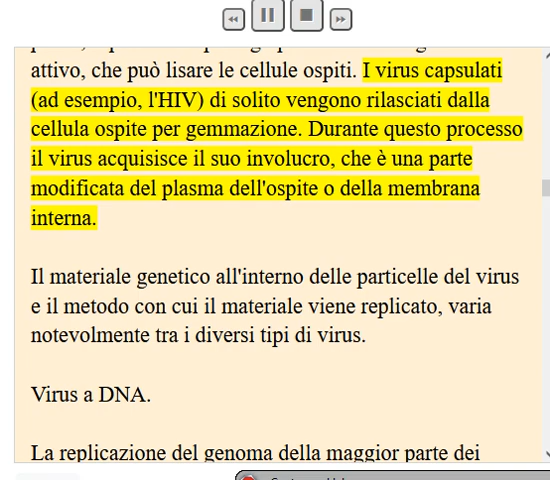 attivo, che può lisare le cellule ospiti. I virus capsulati
(ad esempio, l'HIV) di solito vengono rilasciati dalla
cellula ospite per gemmazione. Durante questo processo
il virus acquisisce il suo involucro, che è una parte
modificata del plasma dell'ospite o della membrana
interna.
Il materiale genetico all'interno delle particelle del virus
e il metodo con cui il materiale viene replicato, varia
notevolmente tra i diversi tipi di virus.
Virus a DNA.
La replicazione del genoma della maggior parte dei